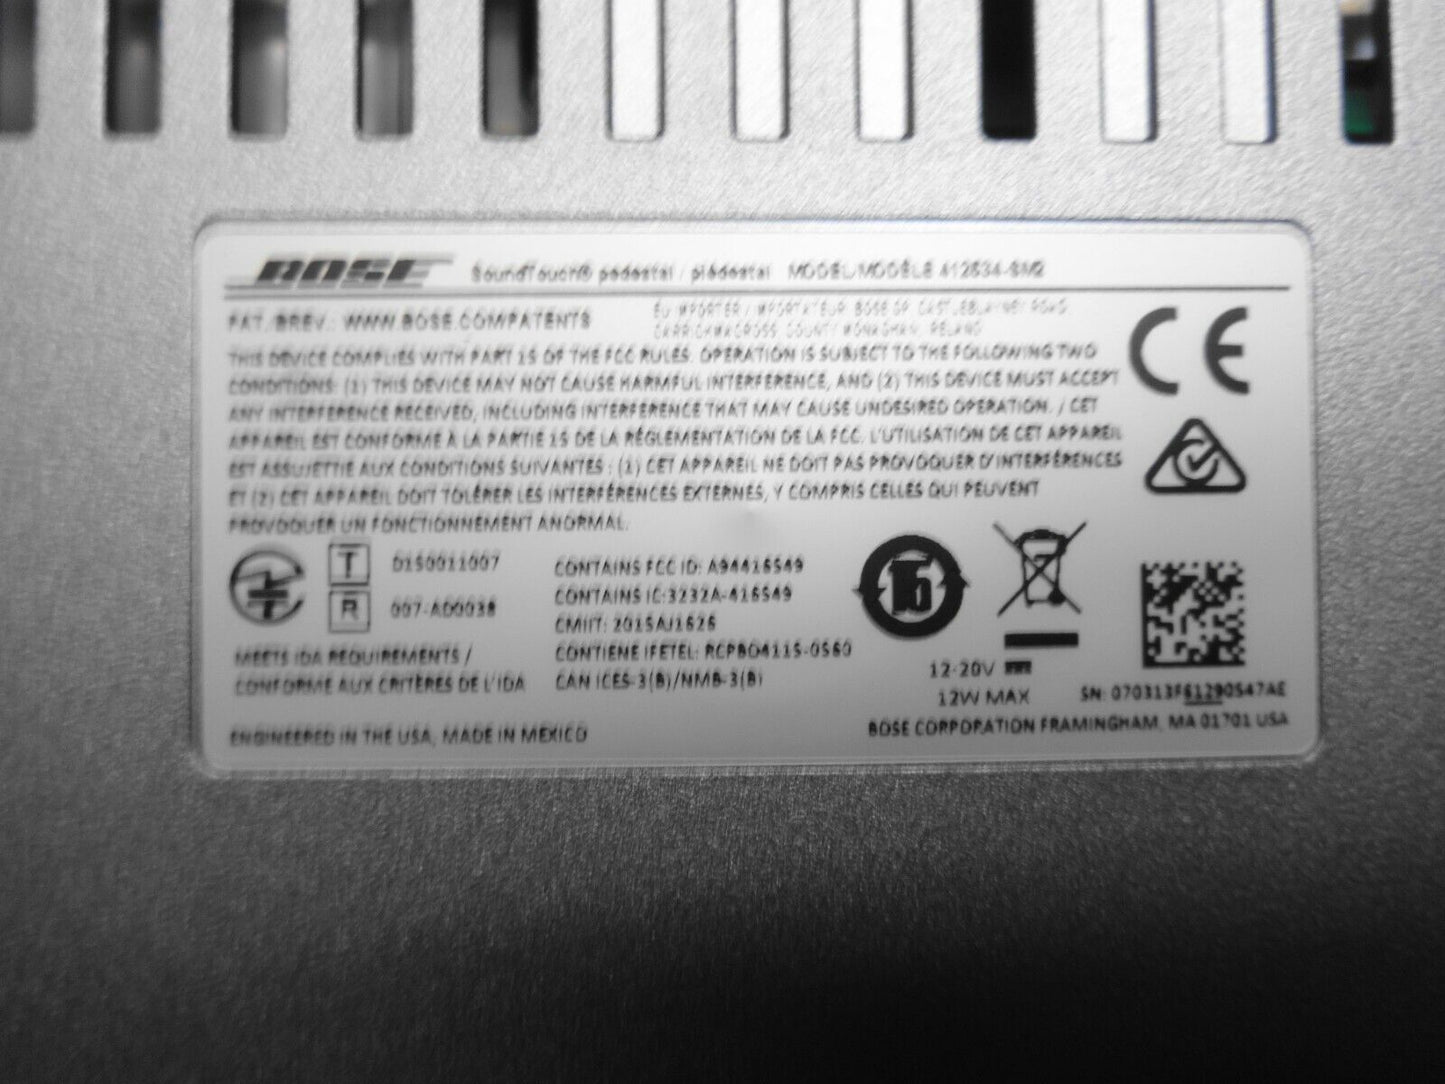 BOSE SoundTouch® pedestal / piédestal MODEL/MODÈLE 412534-SM2
PAT./BREV.: WWW.BOSE.COM/PATENTS
EU IMPORTER / IMPORTATEUR: BOSE GP, CASTLEBLAYNEY ROAD,
CARRICKMACROSS, COUNTY MONAGHAN, IRELAND
THIS DEVICE COMPLIES WITH PART 15 OF THE FCC RULES. OPERATION IS SUBJECT TO THE FOLLOWING TWO
CONDITIONS: (1) THIS DEVICE MAY NOT CAUSE HARMFUL INTERFERENCE, AND (2) THIS DEVICE MUST ACCEPT
ANY INTERFERENCE RECEIVED, INCLUDING INTERFERENCE THAT MAY CAUSE UNDESIRED OPERATION. / CET
APPAREIL EST CONFORME À LA PARTIE 15 DE LA RÉGLEMENTATION DE LA FCC. L'UTILISATION DE CET APPAREIL
EST ASSUJETTIE AUX CONDITIONS SUIVANTES : (1) CET APPAREIL NE DOIT PAS PROVOQUER D'INTERFÉRENCES
ET (2) CET APPAREIL DOIT TOLÉRER LES INTERFÉRENCES EXTERNES, Y COMPRIS CELLES QUI PEUVENT
PROVOQUER UN FONCTIONNEMENT ANORMAL.
T D150011007
R 007-AD0038
MEETS IDA REQUIREMENTS /
CONFORME AUX CRITÈRES DE L'IDA
CONTAINS FCC ID: A94416549
CONTAINS IC:3232A-416549
CMIIT: 2015AJ1626
CONTIENE IFETEL: RCPBO4115-0560
CAN ICES-3(B)/NMB-3(B)
15
12-20V
12W MAX
SN: 070313F61290547AE
ENGINEERED IN THE USA, MADE IN MEXICO
BOSE CORPORATION FRAMINGHAM, MA 01701 USA
CE